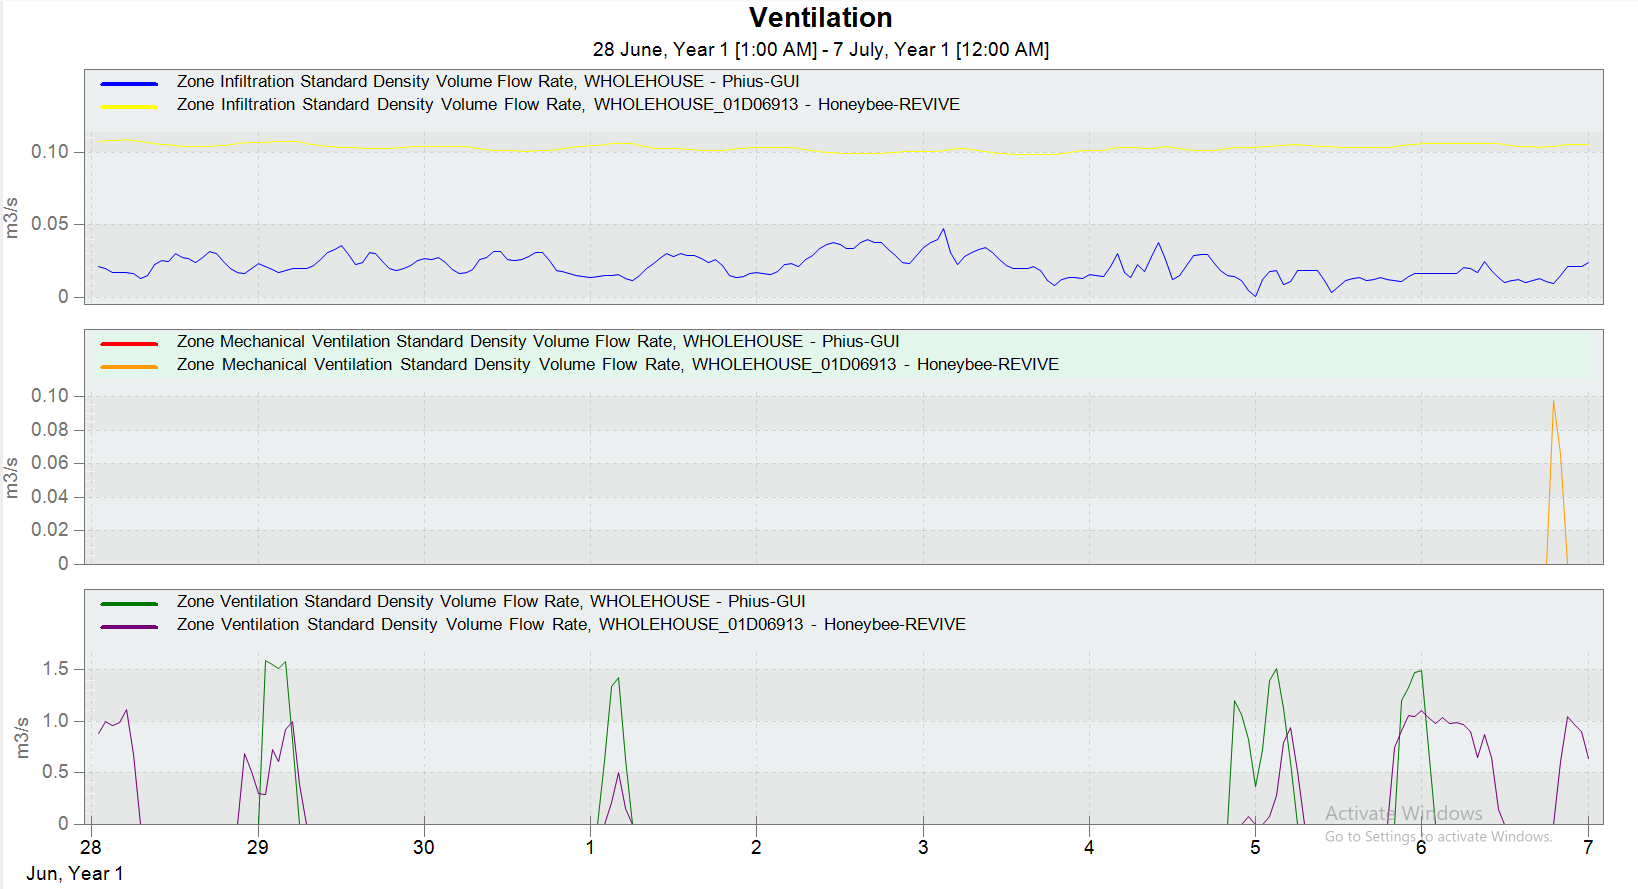 Ventilation
28 June, Year 1 [1:00 AM] - 7 July, Year 1 [12:00 AM]
Zone Infiltration Standard Density Volume Flow Rate, WHOLEHOUSE - Phius-GUI
Zone Infiltration Standard Density Volume Flow Rate, WHOLEHOUSE_01D06913 - Honeybee-REVIVE
0.10
0.05
0
m3/s
Zone Mechanical Ventilation Standard Density Volume Flow Rate, WHOLEHOUSE - Phius-GUI
Zone Mechanical Ventilation Standard Density Volume Flow Rate, WHOLEHOUSE_01D06913 - Honeybee-REVIVE
0.10
0.08
0.06
0.04
0.02
0
m3/s
Zone Ventilation Standard Density Volume Flow Rate, WHOLEHOUSE - Phius-GUI
Zone Ventilation Standard Density Volume Flow Rate, WHOLEHOUSE_01D06913 - Honeybee-REVIVE
1.5
1.0
0.5
0
m3/s
Activate Windows
Go to Settings to activate Windows.
28 29 30 1 2 3 4 5 6 7
Jun, Year 1